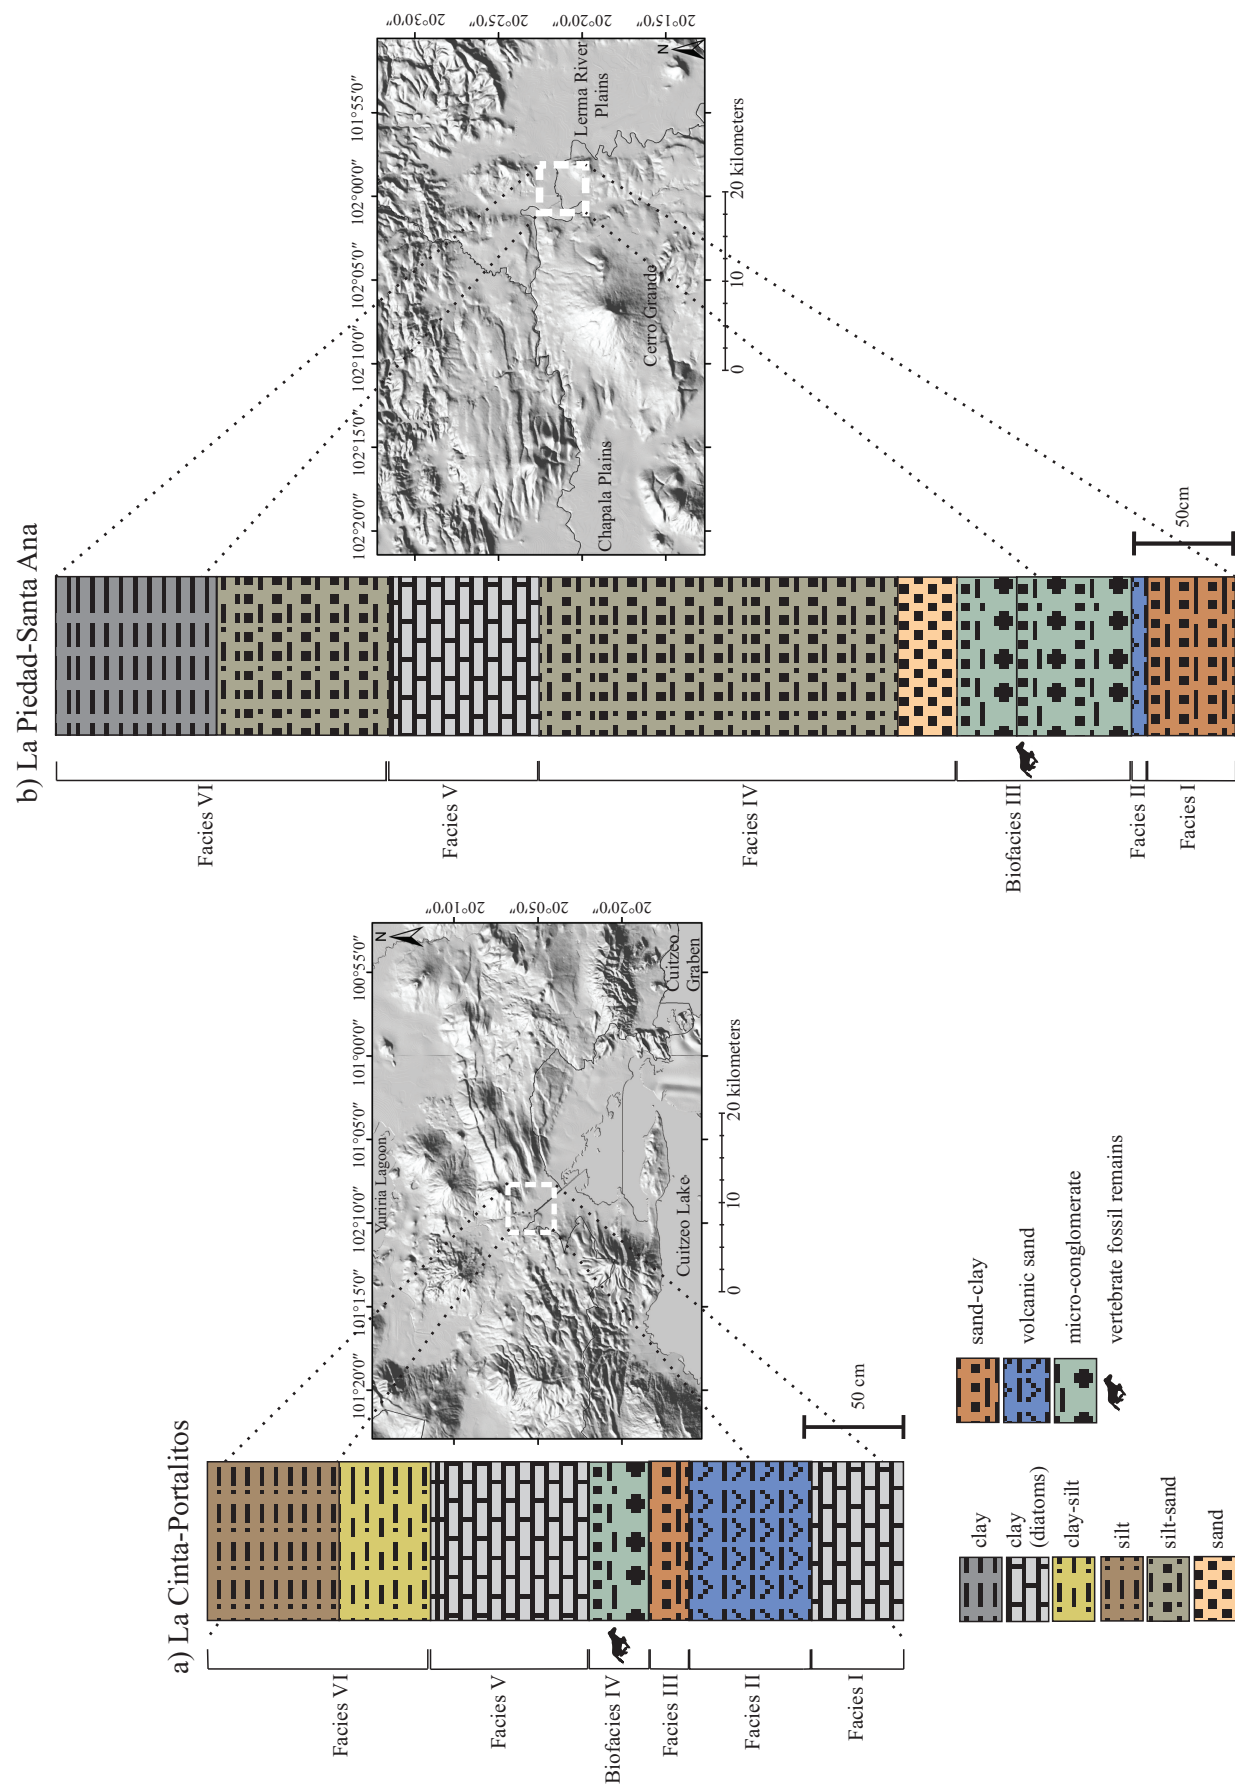 a) La Cinta-Portalitos
Facies VI
Facies V
Biofacies IV
Facies III
Facies II
Facies I
50 cm
101°20'0"
101°15'0"
102°10'0"
101°05'0"
101°00'0"
100°55'0"
20°10'0"
20°05'0"
20°20'0"
N
Yuriria Lagoon
Cuitzeo Lake
Cuitzeo
Graben
0
10
20 kilometers
b) La Piedad-Santa Ana
Facies VI
Facies V
Facies IV
Biofacies III
Facies II
Facies I
50cm
102°20'0"
102°15'0"
102°10'0"
102°05'0"
102°00'0"
101°55'0"
20°30'0"
20°25'0"
20°20'0"
20°15'0"
N
Chapala Plains
Cerro Grande
Lerma River
Plains
0
10
20 kilometers
clay
clay
(diatoms)
clay-silt
silt
silt-sand
sand
sand-clay
volcanic sand
micro-conglomerate
vertebrate fossil remains